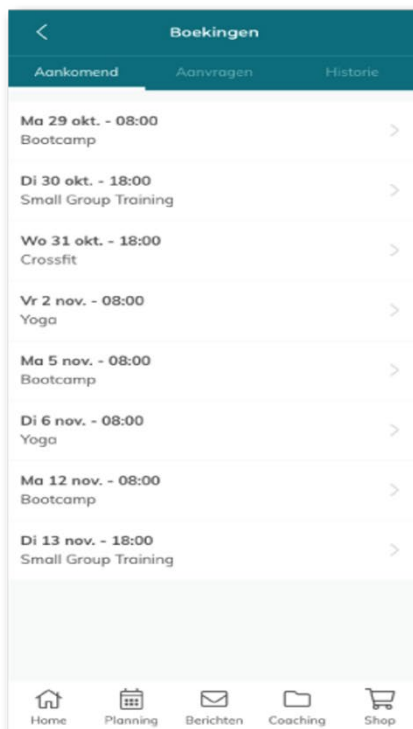 Boekingen
Aankomend Aanvragen Historie
Ma 29 okt. - 08:00
Bootcamp
Di 30 okt. - 18:00
Small Group Training
Wo 31 okt. - 18:00
Crossfit
Vr 2 nov. - 08:00
Yoga
Ma 5 nov. - 08:00
Bootcamp
Di 6 nov. - 08:00
Yoga
Ma 12 nov. - 08:00
Bootcamp
Di 13 nov. - 18:00
Small Group Training
Home Planning Berichten Coaching Shop